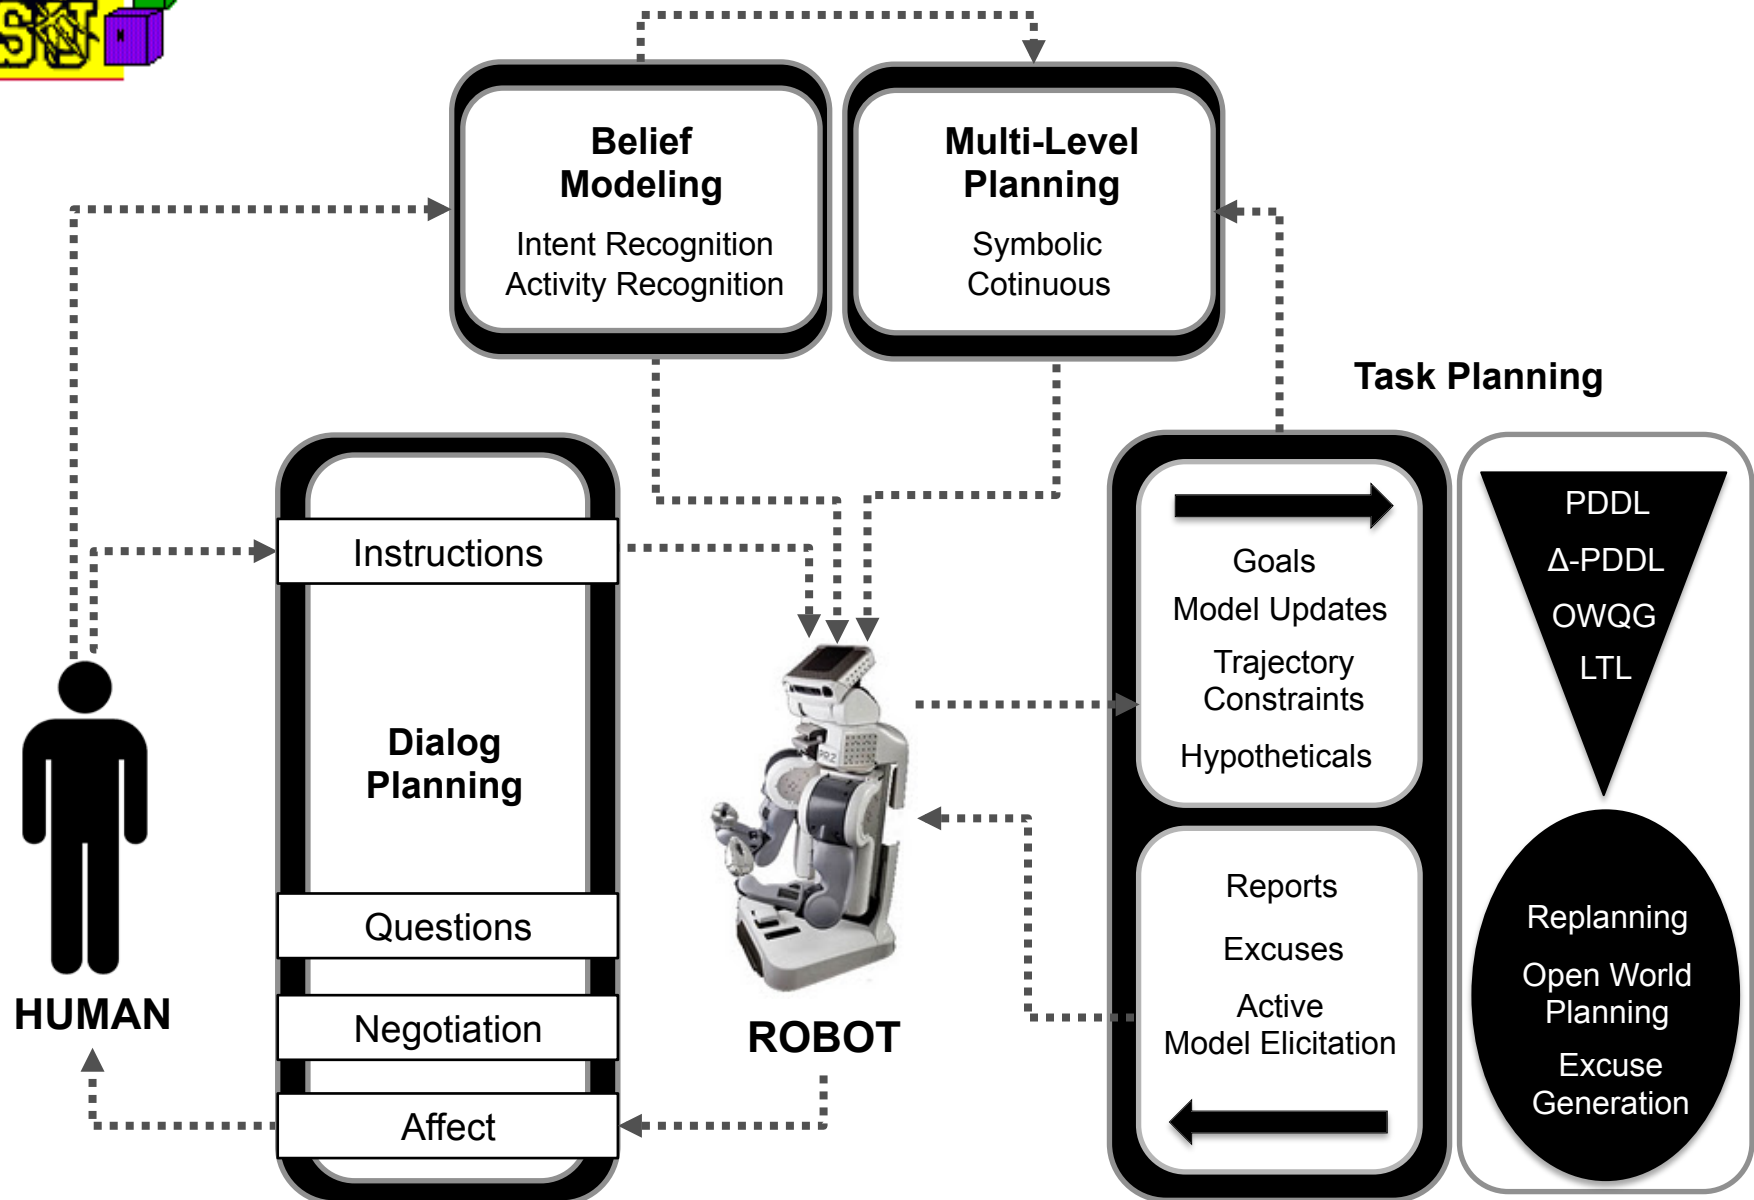 SU
Belief
Modeling
Intent Recognition
Activity Recognition
Multi-Level
Planning
Symbolic
Cotinuous
Task Planning
Instructions
Dialog
Planning
Questions
Negotiation
Affect
HUMAN
PR2
ROBOT
Goals
Model Updates
Trajectory
Constraints
Hypotheticals
Reports
Excuses
Active
Model Elicitation
PDDL
Δ-PDDL
OWQG
LTL
Replanning
Open World
Planning
Excuse
Generation